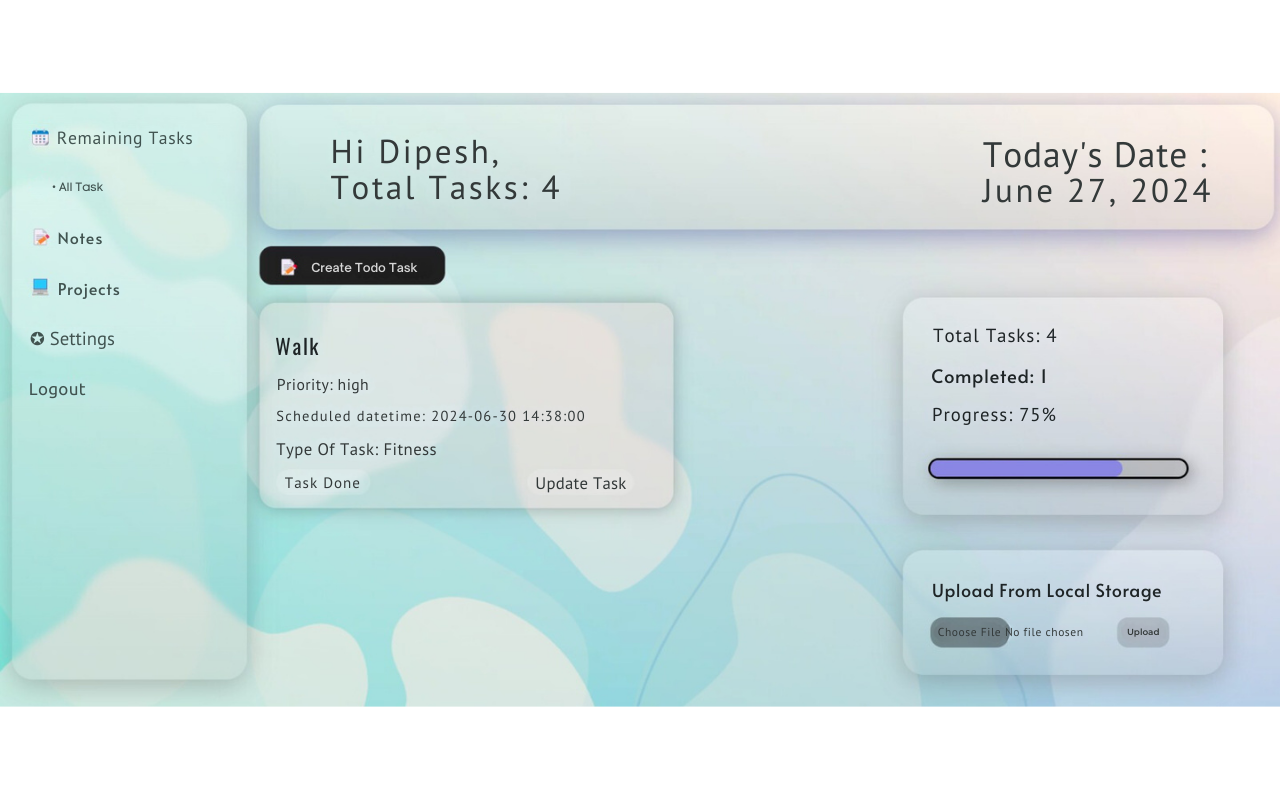 Remaining Tasks
• All Task
Notes
Projects
✪ Settings
Logout
Hi Dipesh,
Total Tasks: 4
Today's Date :
June 27, 2024
Create Todo Task
Walk
Priority: high
Scheduled datetime: 2024-06-30 14:38:00
Type Of Task: Fitness
Task Done
Update Task
Total Tasks: 4
Completed: 1
Progress: 75%
Upload From Local Storage
Choose File No file chosen
Upload